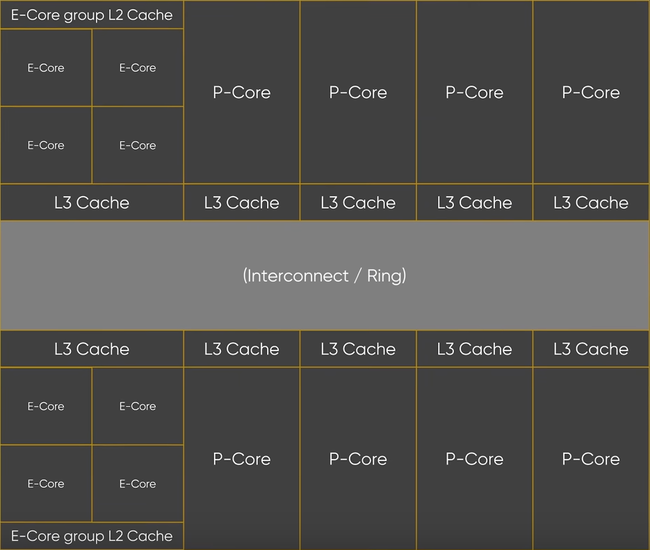 E-Core group L2 Cache
E-Core E-Core P-Core P-Core P-Core P-Core
E-Core E-Core
L3 Cache L3 Cache L3 Cache L3 Cache L3 Cache
(Interconnect / Ring)
L3 Cache L3 Cache L3 Cache L3 Cache L3 Cache
E-Core E-Core P-Core P-Core P-Core P-Core
E-Core E-Core
E-Core group L2 Cache